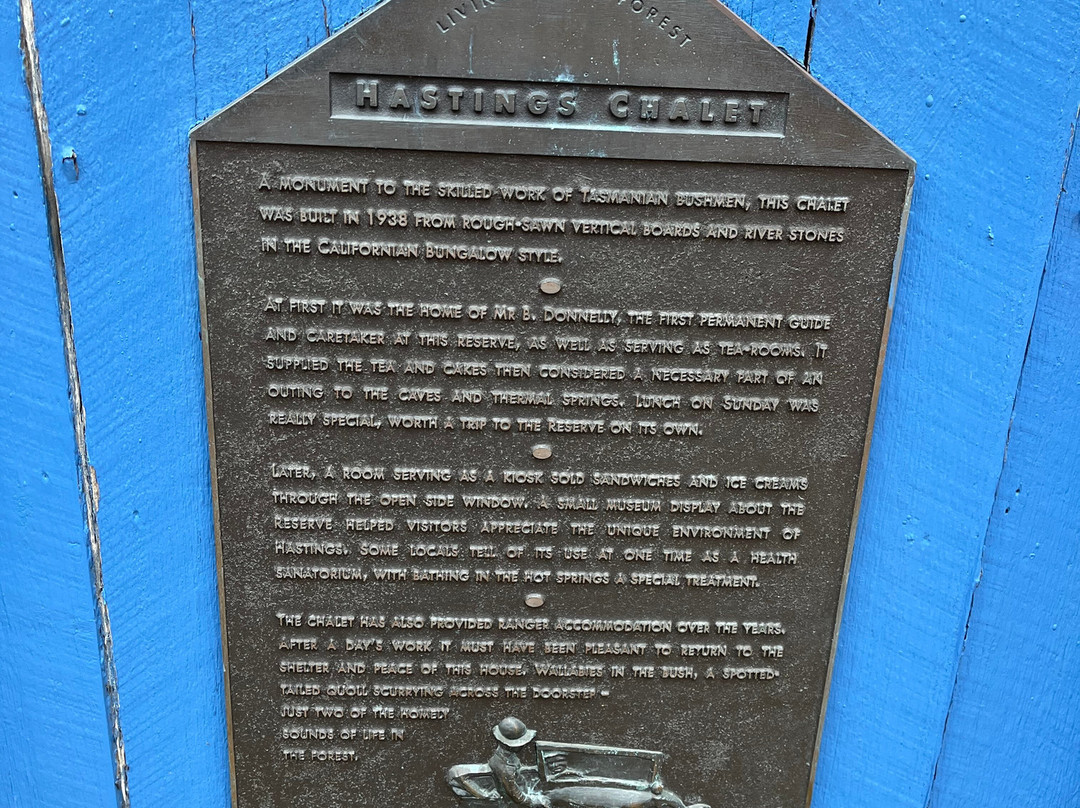 LIVIN FOREST
HASTINGS CHALET
A MONUMENT TO THE SKILLED WORK OF TASMANIAN BUSHMEN, THIS CHALET
WAS BUILT IN 1938 FROM ROUGH-SAWN VERTICAL BOARDS AND RIVER STONES
IN THE CALIFORNIAN BUNGALOW STYLE.
AT FIRST IT WAS THE HOME OF MR B. DONNELLY, THE FIRST PERMANENT GUIDE
AND CARETAKER AT THIS RESERVE, AS WELL AS SERVING AS TEA-ROOMS. IT
SUPPLIED THE TEA AND CAKES THEN CONSIDERED A NECESSARY PART OF AN
OUTING TO THE CAVES AND THERMAL SPRINGS. LUNCH ON SUNDAY WAS
REALLY SPECIAL, WORTH A TRIP TO THE RESERVE ON ITS OWN.
LATER, A ROOM SERVING AS A KIOSK SOLD SANDWICHES AND ICE CREAMS
THROUGH THE OPEN SIDE WINDOW. A SMALL MUSEUM DISPLAY ABOUT THE
RESERVE HELPED VISITORS APPRECIATE THE UNIQUE ENVIRONMENT OF
HASTINGS. SOME LOCALS TELL OF ITS USE AT ONE TIME AS A HEALTH
SANATORIUM, WITH BATHING IN THE HOT SPRINGS A SPECIAL TREATMENT.
THE CHALET HAS ALSO PROVIDED RANGER ACCOMMODATION OVER THE YEARS.
AFTER A DAY'S WORK IT MUST HAVE BEEN PLEASANT TO RETURN TO THE
SHELTER AND PEACE OF THIS HOUSE. WALLABIES IN THE BUSH, A SPOTTED-
TAILED QUOLL SCURRYING ACROSS THE DOORSTEP -
JUST TWO OF THE HOMELY
SOUNDS OF LIFE IN
THE FOREST.